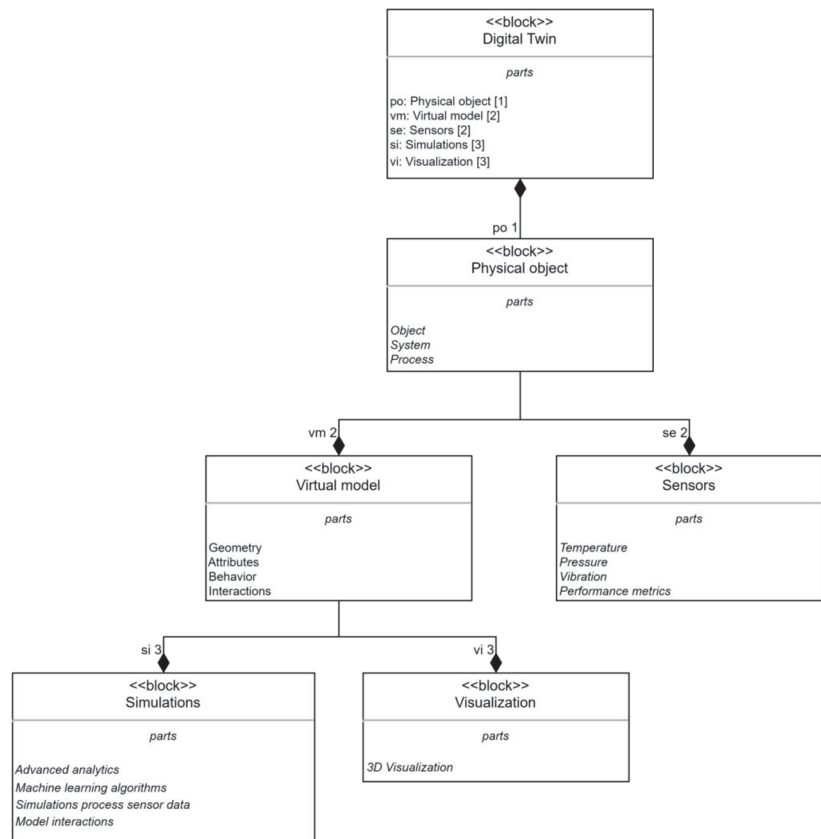 <<block>>
Digital Twin
parts
po: Physical object [1]
vm: Virtual model [2]
se: Sensors [2]
si: Simulations [3]
vi: Visualization [3]
po 1
<<block>>
Physical object
parts
Object
System
Process
vm 2
se 2
<<block>>
Virtual model
parts
Geometry
Attributes
Behavior
Interactions
<<block>>
Sensors
parts
Temperature
Pressure
Vibration
Performance metrics
si 3
vi 3
<<block>>
Simulations
parts
Advanced analytics
Machine learning algorithms
Simulations process sensor data
Model interactions
<<block>>
Visualization
parts
3D Visualization